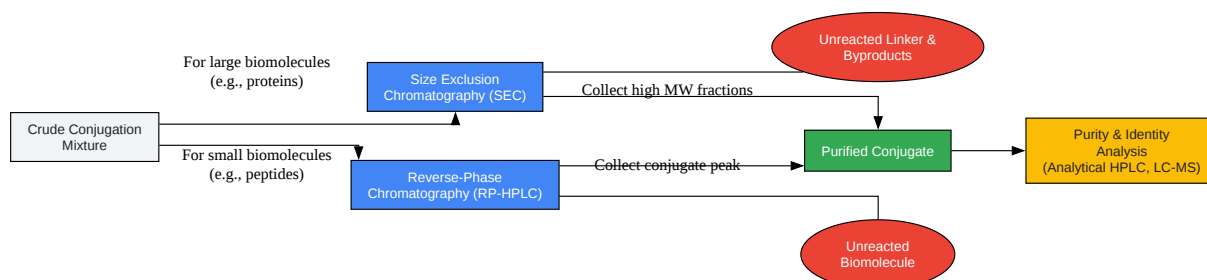 Unreacted Linker &
Byproducts
For large biomolecules
(e.g., proteins)
Size Exclusion
Chromatography (SEC)
Collect high MW fractions
Crude Conjugation
Mixture
For small biomolecules
(e.g., peptides)
Reverse-Phase
Chromatography (RP-HPLC)
Collect conjugate peak
Purified Conjugate
Purity & Identity
Analysis
(Analytical HPLC, LC-MS)
Unreacted
Biomolecule